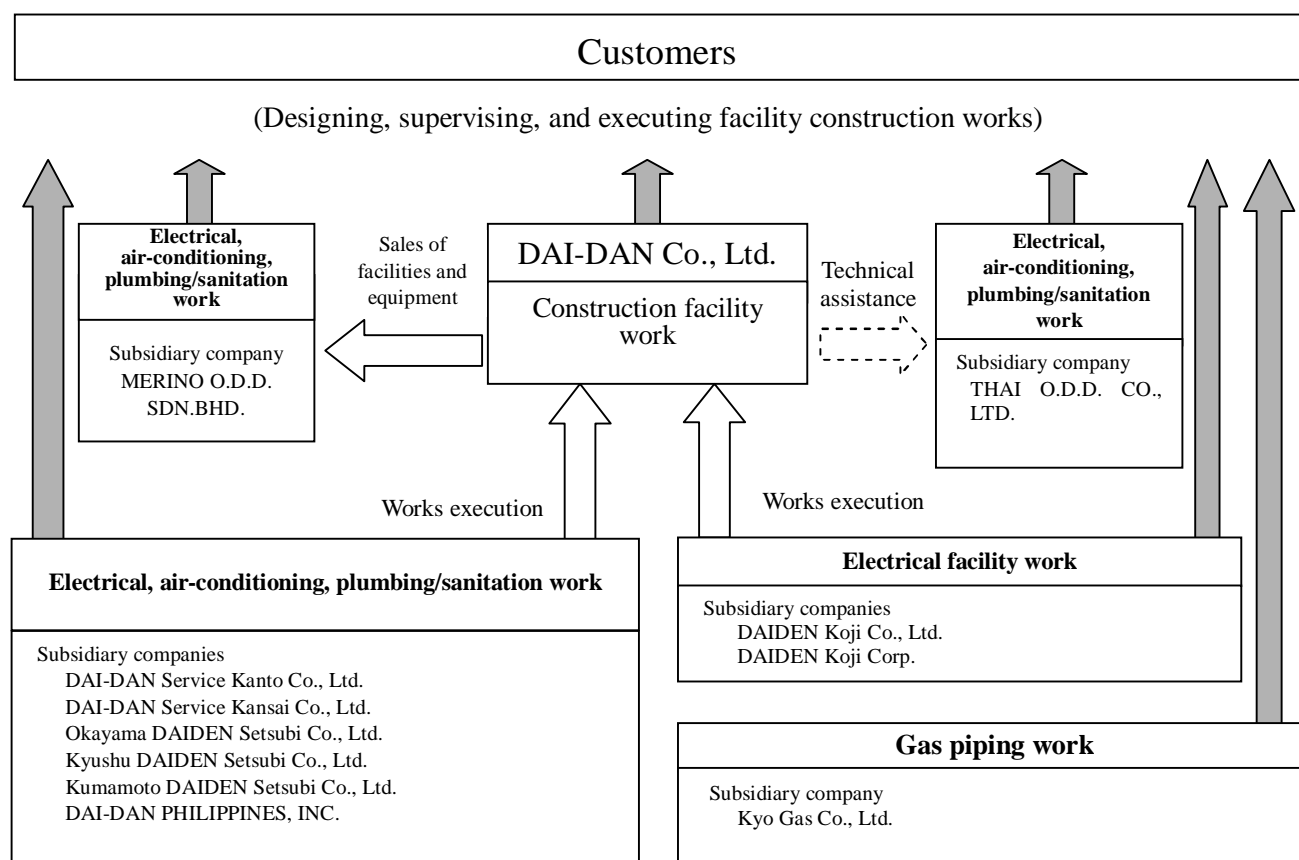 Customers
(Designing, supervising, and executing facility construction works)
Electrical,
air-conditioning,
plumbing/sanitation
work
Subsidiary company
MERINO O.D.D.
SDN.BHD.
Sales of
facilities and
equipment
DAI-DAN Co., Ltd.
Construction facility
work
Technical
assistance
Electrical,
air-conditioning,
plumbing/sanitation
work
Subsidiary company
THAI O.D.D. CO.,
LTD.
Works execution
Works execution
Electrical, air-conditioning, plumbing/sanitation work
Subsidiary companies
DAI-DAN Service Kanto Co., Ltd.
DAI-DAN Service Kansai Co., Ltd.
Okayama DAIDEN Setsubi Co., Ltd.
Kyushu DAIDEN Setsubi Co., Ltd.
Kumamoto DAIDEN Setsubi Co., Ltd.
DAI-DAN PHILIPPINES, INC.
Electrical facility work
Subsidiary companies
DAIDEN Koji Co., Ltd.
DAIDEN Koji Corp.
Gas piping work
Subsidiary company
Kyo Gas Co., Ltd.